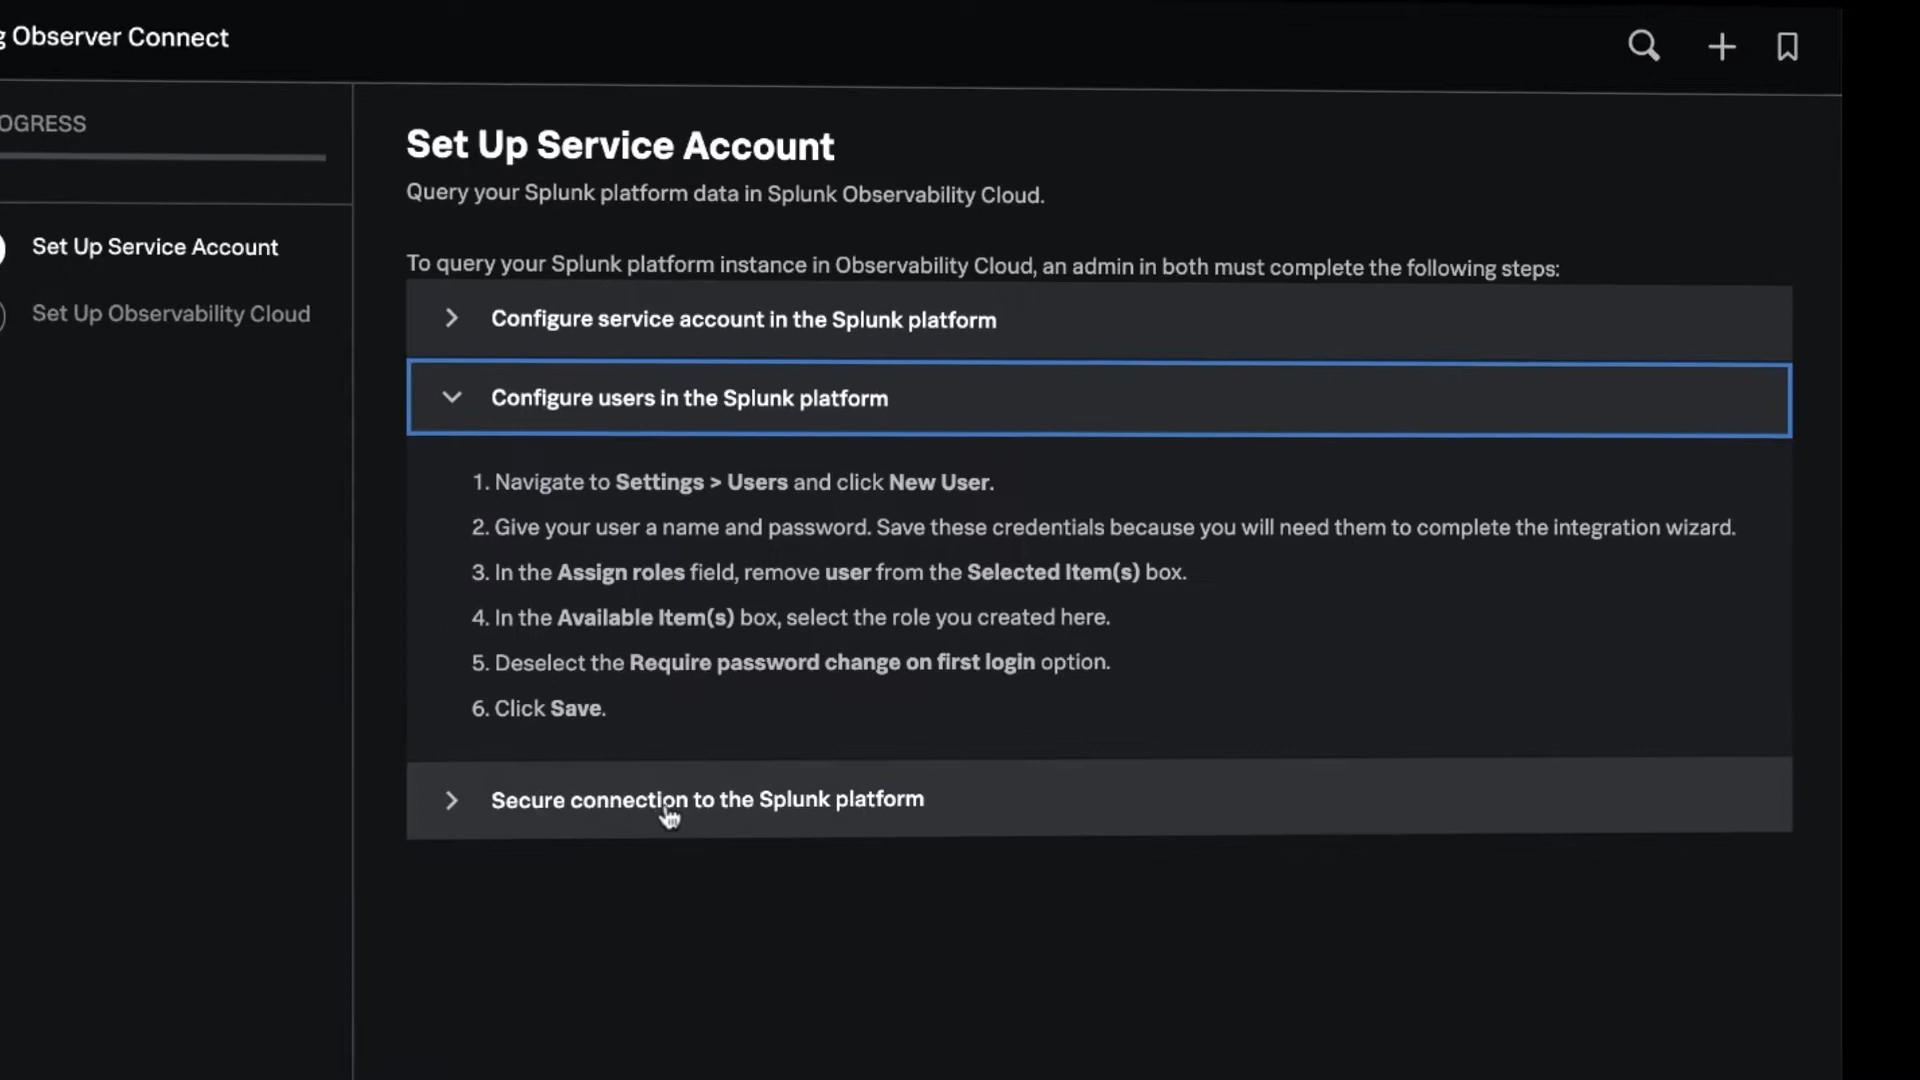 Observer Connect
OGRESS
Set Up Service Account
Set Up Observability Cloud
Set Up Service Account
Query your Splunk platform data in Splunk Observability Cloud.
To query your Splunk platform instance in Observability Cloud, an admin in both must complete the following steps:
Configure service account in the Splunk platform
Configure users in the Splunk platform
1. Navigate to Settings > Users and click New User.
2. Give your user a name and password. Save these credentials because you will need them to complete the integration wizard.
3. In the Assign roles field, remove user from the Selected Item(s) box.
4. In the Available Item(s) box, select the role you created here.
5. Deselect the Require password change on first login option.
6. Click Save.
Secure connection to the Splunk platform